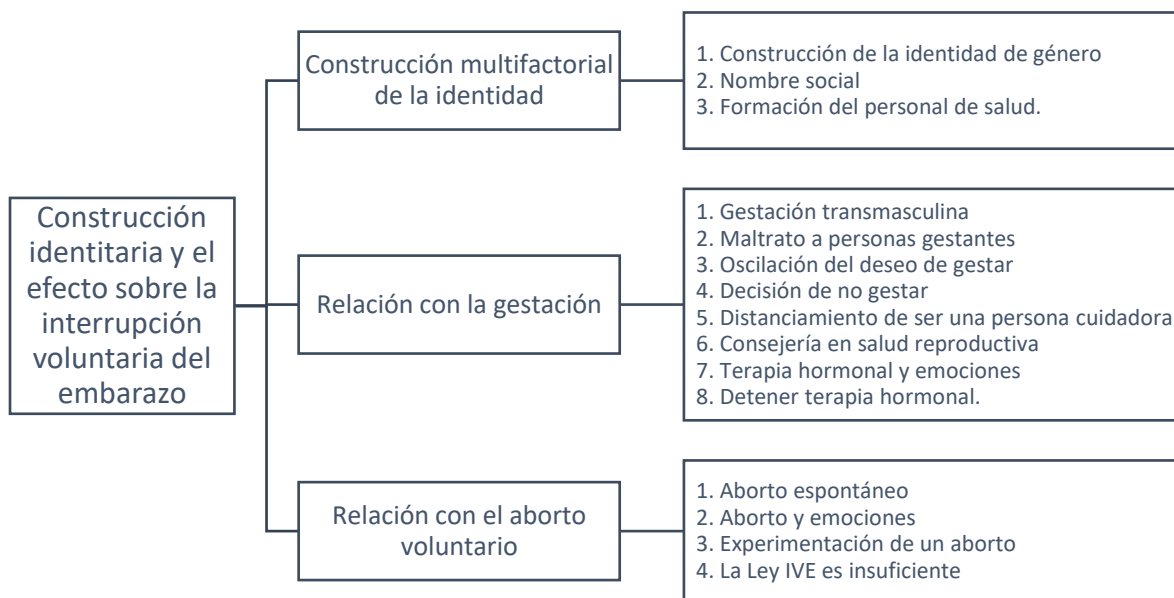 Construcción
identitaria y el
efecto sobre la
interrupción
voluntaria del
embarazo
Construcción multifactorial
de la identidad
1. Construcción de la identidad de género
2. Nombre social
3. Formación del personal de salud.
Relación con la gestación
1. Gestación transmasculina
2. Maltrato a personas gestantes
3. Oscilación del deseo de gestar
4. Decisión de no gestar
5. Distanciamiento de ser una persona cuidadora
6. Consejería en salud reproductiva
7. Terapia hormonal y emociones
8. Detener terapia hormonal.
Relación con el aborto
voluntario
1. Aborto espontáneo
2. Aborto y emociones
3. Experimentación de un aborto
4. La Ley IVE es insuficiente